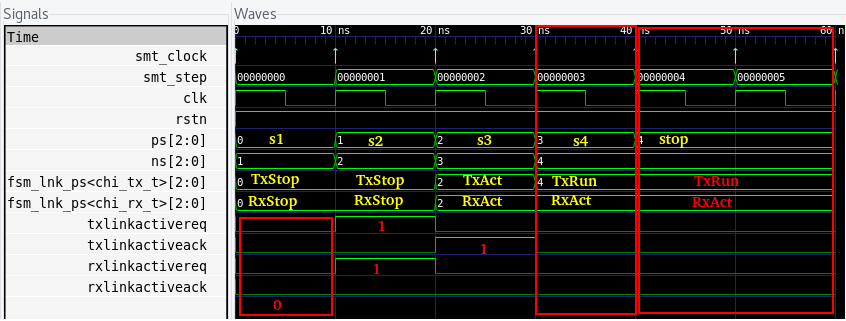 Signals
Waves
Time
0 10 ns 20 ns 30 ns 40 ns 50 ns 60 n
smt_clock
smt_step 00000000 00000001 00000002 00000003 00000004 00000005
clk
rstn
ps[2:0] 0 s1 1 s2 2 s3 3 s4 4 stop
ns[2:0] 1 2 3 4
fsm_lnk_ps<chi_tx_t>[2:0] 0 TxStop TxStop 2 TxAct 4 TxRun TxRun
fsm_lnk_ps<chi_rx_t>[2:0] 0 RxStop RxStop 2 RxAct RxAct RxAct
txlinkactivereq 1
txlinkactiveack 1
rxlinkactivereq 1
rxlinkactiveack
0